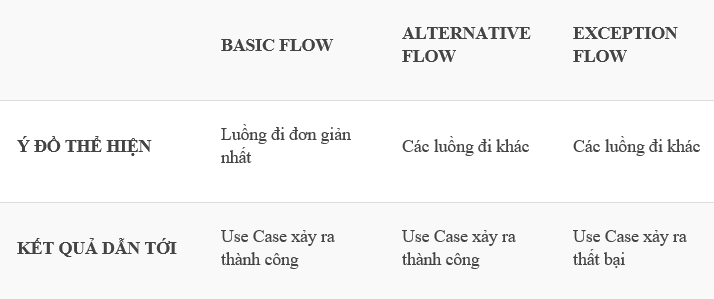 BASIC FLOW
ALTERNATIVE
FLOW
EXCEPTION
FLOW
Ý ĐỒ THỂ HIỆN
Luồng đi đơn giản
nhất
Các luồng đi khác
Các luồng đi khác
KẾT QUẢ DẪN TỚI
Use Case xảy ra
thành công
Use Case xảy ra
thành công
Use Case xảy ra
thất bại